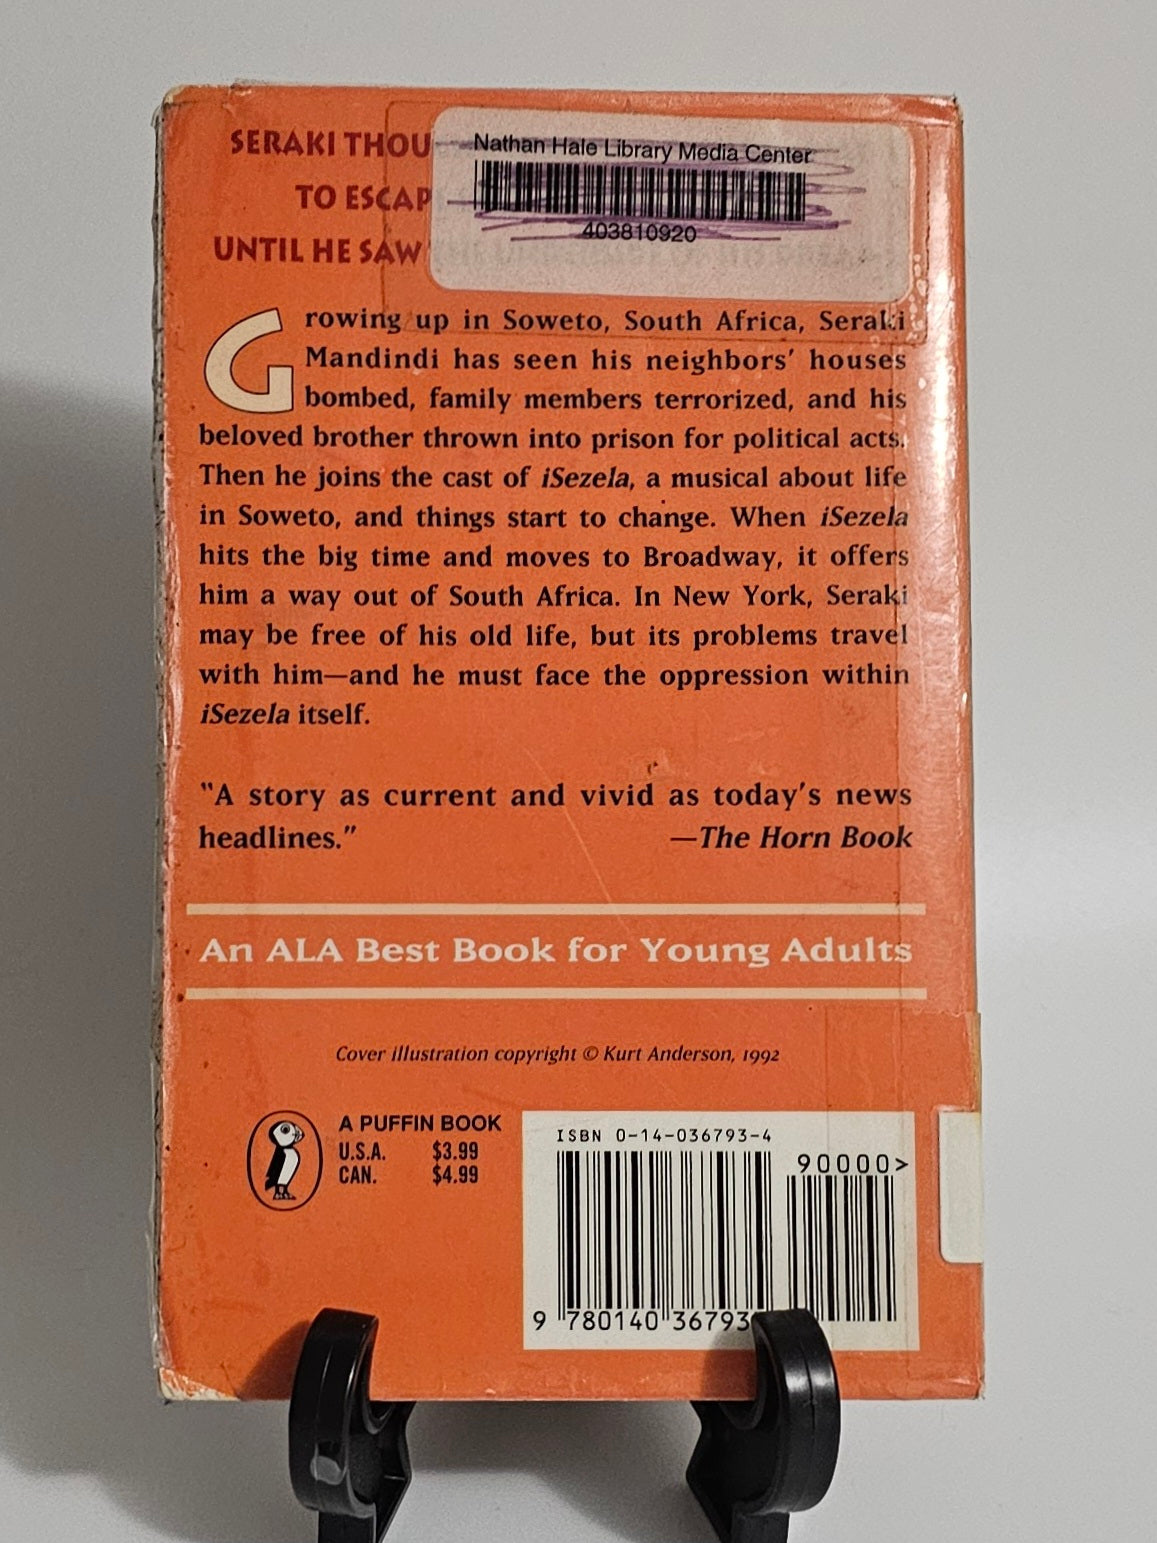 SERAKI THOU
Nathan Hale Library Media Center
TO ESCAP
403810920
UNTIL HE SAW
Growing up in Soweto, South Africa, Seraki
Mandindi has seen his neighbors' houses
bombed, family members terrorized, and his
beloved brother thrown into prison for political acts.
Then he joins the cast of iSezela, a musical about life
in Soweto, and things start to change. When iSezela
hits the big time and moves to Broadway, it offers
him a way out of South Africa. In New York, Seraki
may be free of his old life, but its problems travel
with him—and he must face the oppression within
iSezela itself.
"A story as current and vivid as today's news
headlines." —The Horn Book
An ALA Best Book for Young Adults
Cover illustration copyright © Kurt Anderson, 1992
A PUFFIN BOOK
U.S.A. $3.99
CAN. $4.99
ISBN 0-14-036793-4
90000>
9 780140 36793